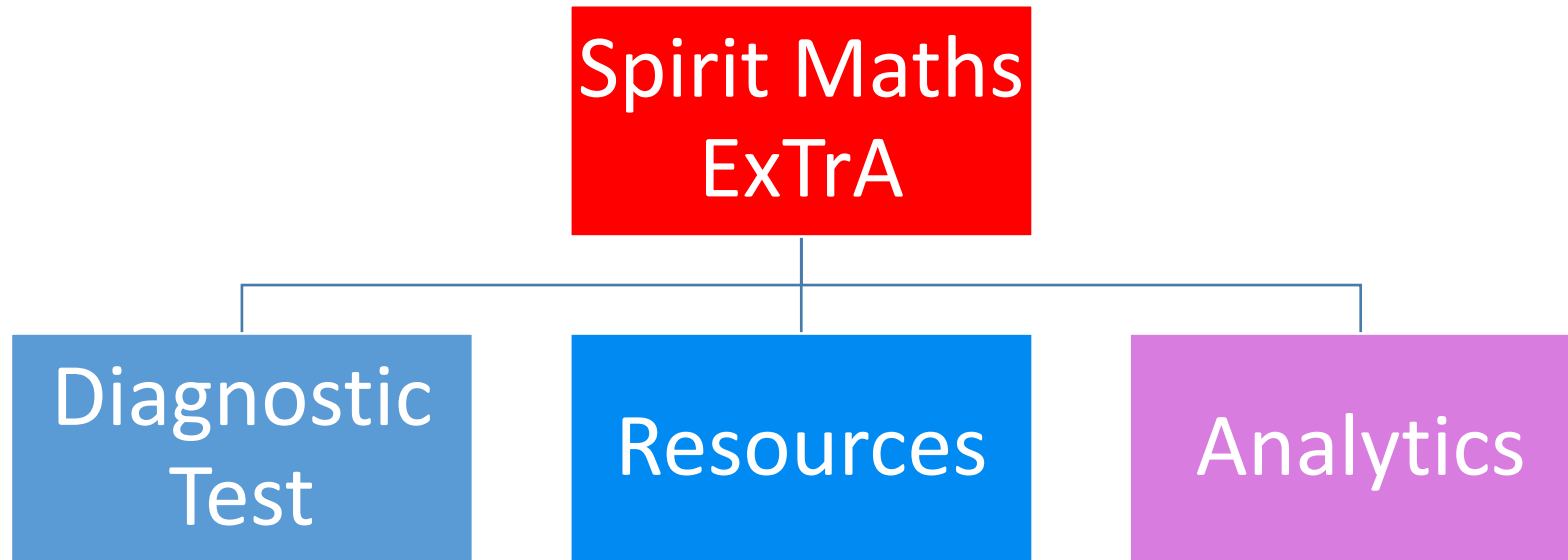 Spirit Maths
ExTrA
Diagnostic
Test
Resources
Analytics